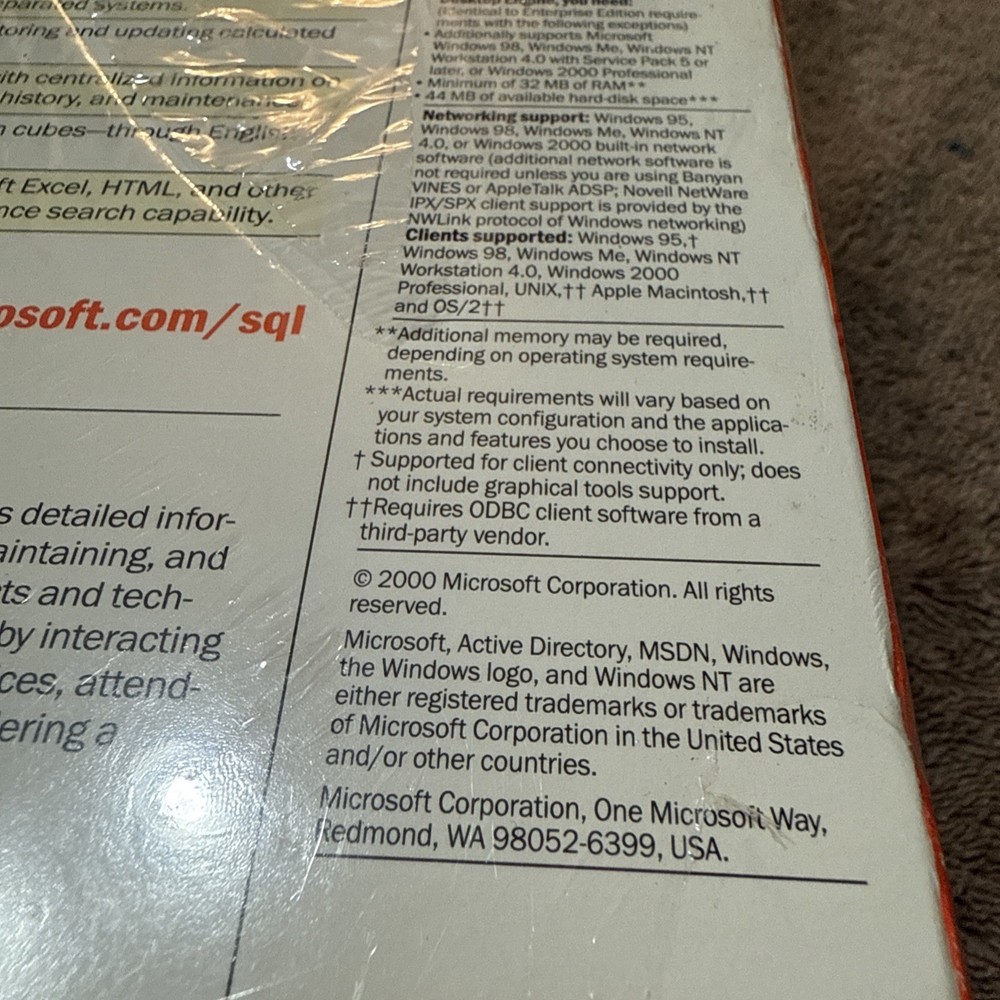 parated systems.
toring and updating calculated
ith centralized information on
history, and maintenance
n cubes—through English
ft Excel, HTML, and other
nce search capability.
osoft.com/sql
s detailed infor-
aintaining, and
ts and tech-
by interacting
ces, attend-
ering a
Desktop Engine, you need:
(Identical to Enterprise Edition require-
ments with the following exceptions)
• Additionally supports Microsoft
Windows 98, Windows Me, Windows NT
Workstation 4.0 with Service Pack 5 or
later, or Windows 2000 Professional
• Minimum of 32 MB of RAM**
• 44 MB of available hard-disk space***
Networking support: Windows 95,
Windows 98, Windows Me, Windows NT
4.0, or Windows 2000 built-in network
software (additional network software is
not required unless you are using Banyan
VINES or AppleTalk ADSP; Novell NetWare
IPX/SPX client support is provided by the
NWLink protocol of Windows networking)
Clients supported: Windows 95,†
Windows 98, Windows Me, Windows NT
Workstation 4.0, Windows 2000
Professional, UNIX,†† Apple Macintosh,††
and OS/2††
**Additional memory may be required,
depending on operating system require-
ments.
***Actual requirements will vary based on
your system configuration and the applica-
tions and features you choose to install.
† Supported for client connectivity only; does
not include graphical tools support.
††Requires ODBC client software from a
third-party vendor.
© 2000 Microsoft Corporation. All rights
reserved.
Microsoft, Active Directory, MSDN, Windows,
the Windows logo, and Windows NT are
either registered trademarks or trademarks
of Microsoft Corporation in the United States
and/or other countries.
Microsoft Corporation, One Microsoft Way,
Redmond, WA 98052-6399, USA.